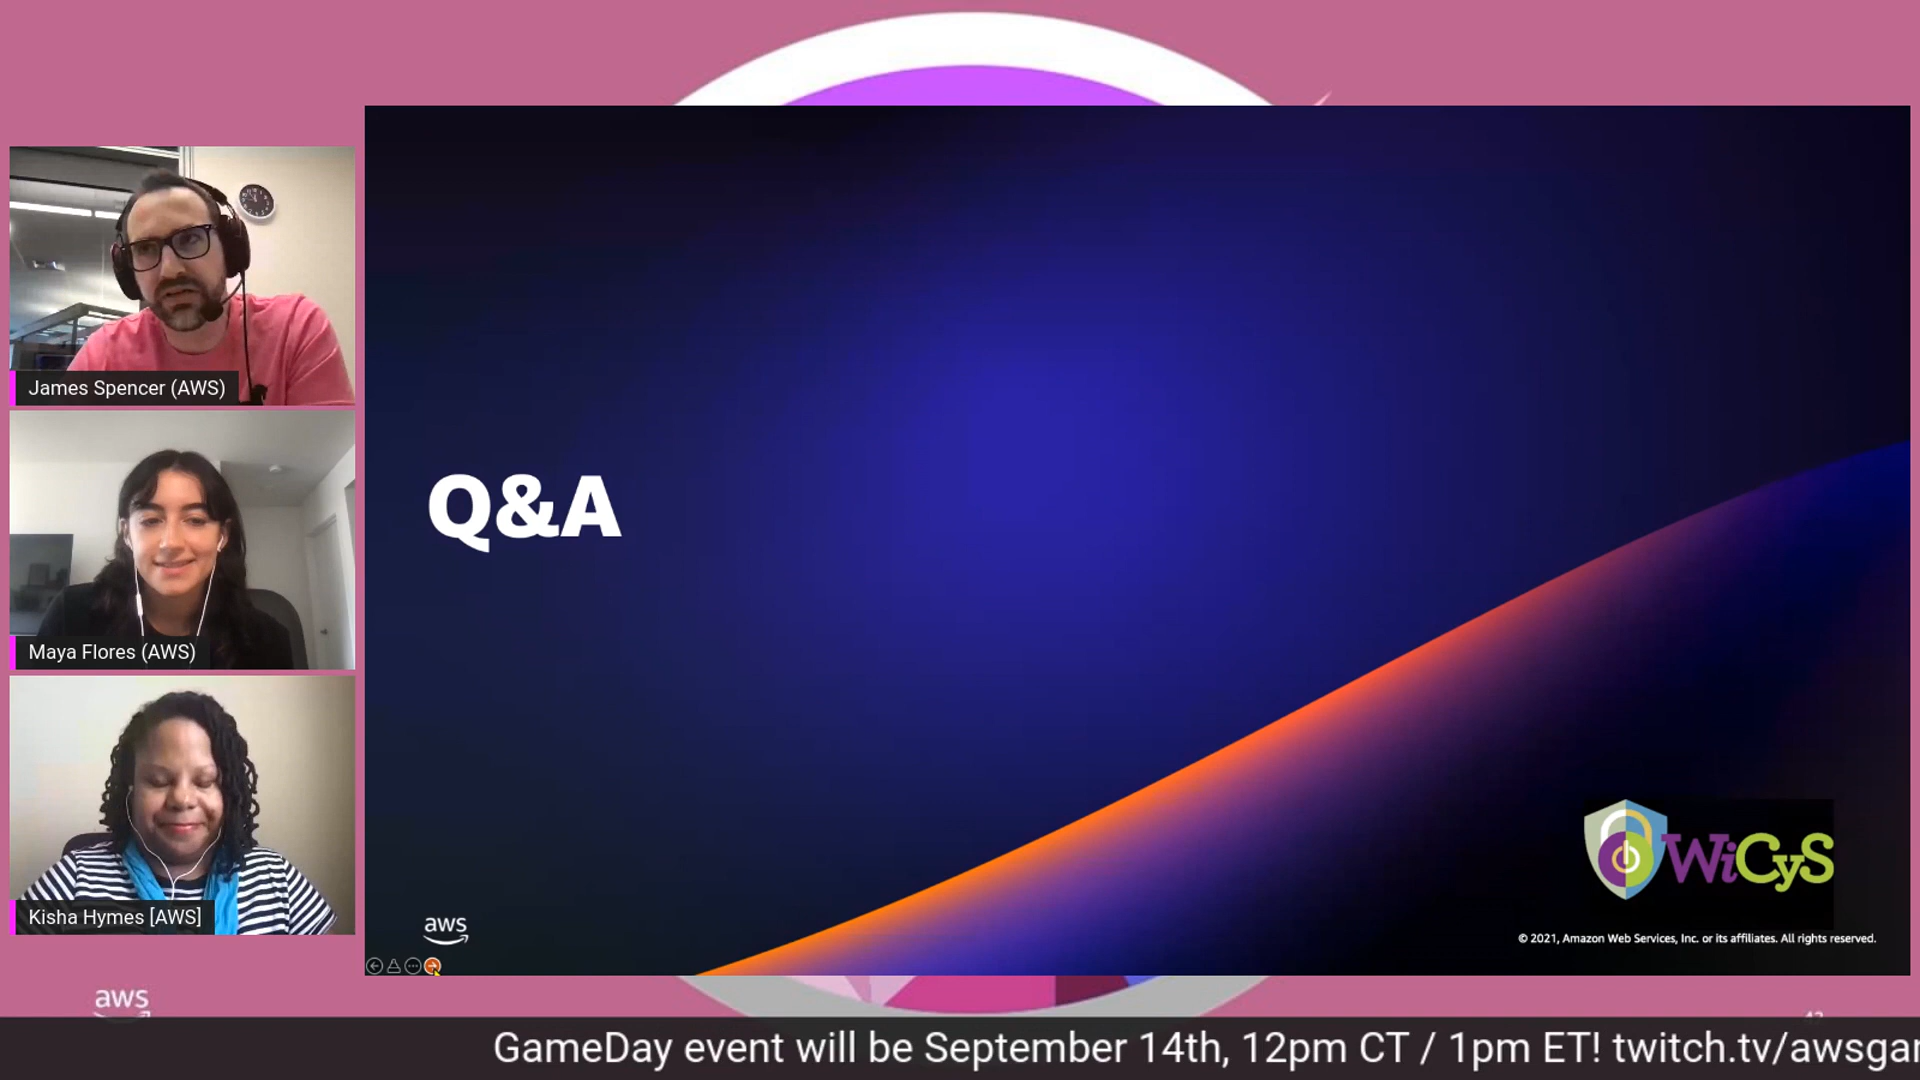 James Spencer (AWS)
Maya Flores (AWS)
Kisha Hymes [AWS]
Q&A
aws
WiCyS
© 2021, Amazon Web Services, Inc. or its affiliates. All rights reserved.
aws
GameDay event will be September 14th, 12pm CT / 1pm ET! twitch.tv/awsgam